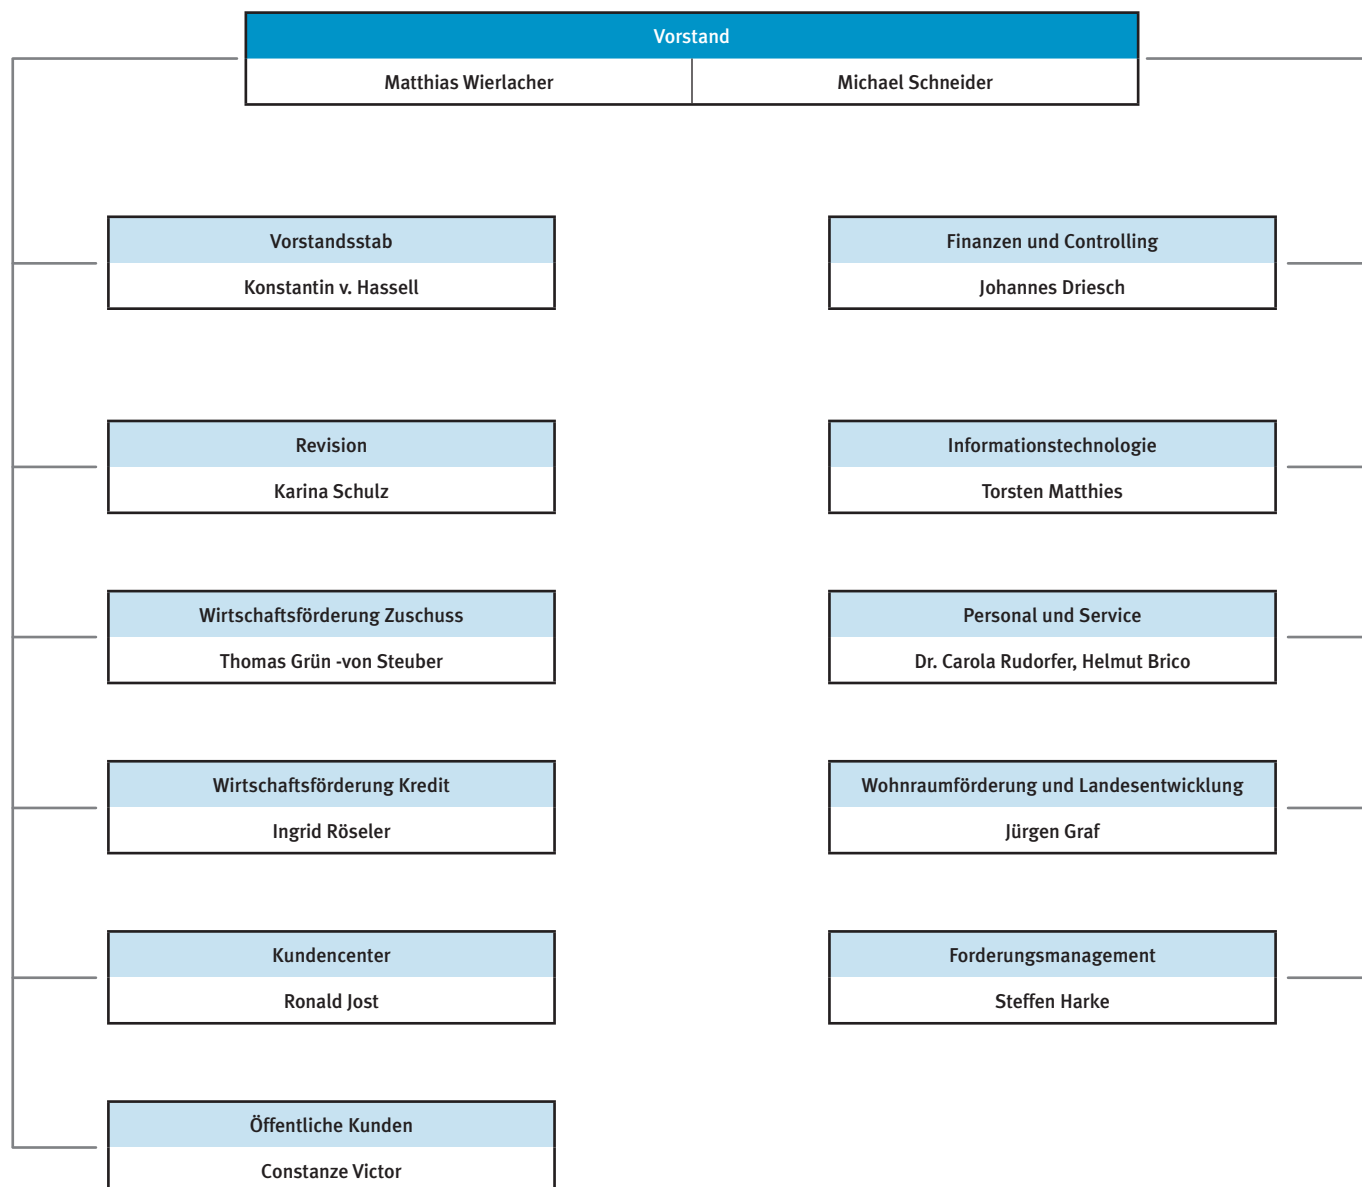 Vorstand
Matthias Wierlacher
Michael Schneider
Vorstandsstab
Konstantin v. Hassell
Finanzen und Controlling
Johannes Driesch
Revision
Karina Schulz
Informationstechnologie
Torsten Matthies
Wirtschaftsförderung Zuschuss
Thomas Grün -von Steuber
Personal und Service
Dr. Carola Rudorfer, Helmut Brico
Wirtschaftsförderung Kredit
Ingrid Röseler
Wohnraumförderung und Landesentwicklung
Jürgen Graf
Kundencenter
Ronald Jost
Forderungsmanagement
Steffen Harke
Öffentliche Kunden
Constanze Victor